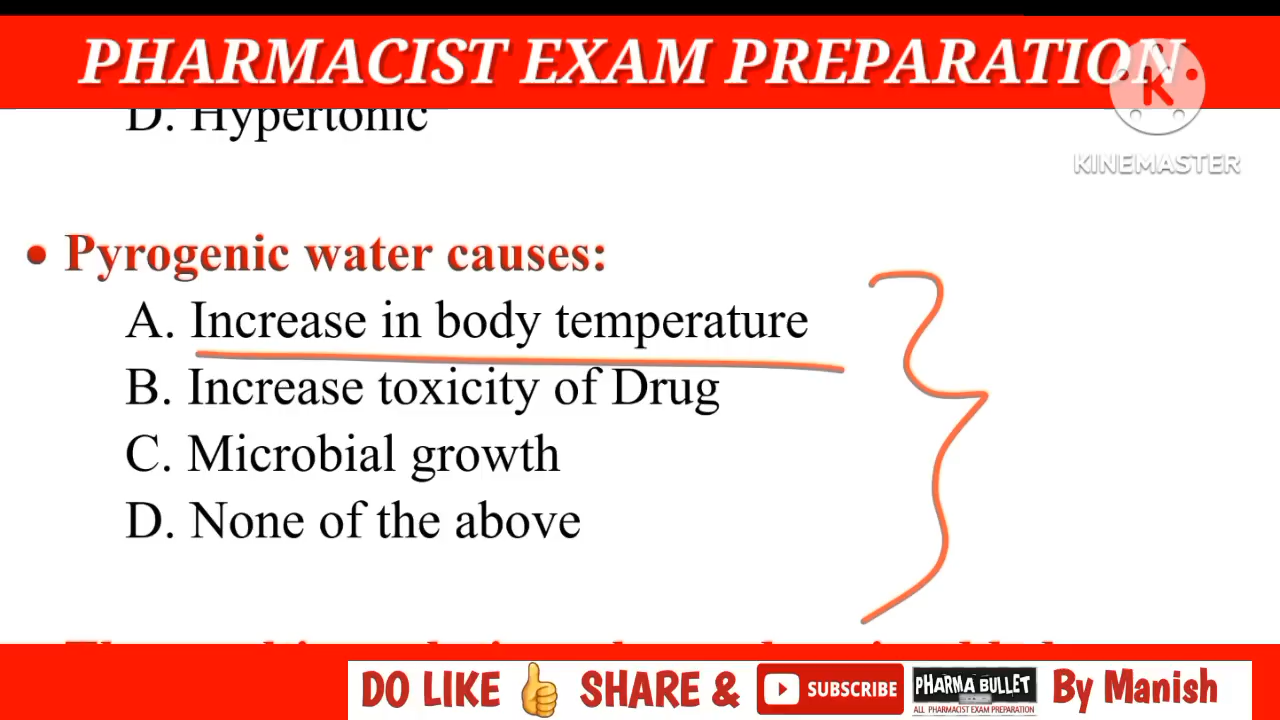 PHARMACIST EXAM PREPARATION
D. Hypertonic
KINEMASTER
• Pyrogenic water causes:
A. Increase in body temperature
B. Increase toxicity of Drug
C. Microbial growth
D. None of the above
DO LIKE SHARE & SUBSCRIBE PHARMA BULLET By Manish
ALL PHARMACIST EXAM PREPARATION